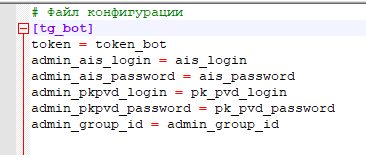 # Файл конфигурации
[tg_bot]
token = token_bot
admin_ais_login = ais_login
admin_ais_password = ais_password
admin_pkpvd_login = pk_pvd_login
admin_pkpvd_password = pk_pvd_password
admin_group_id = admin_group_id